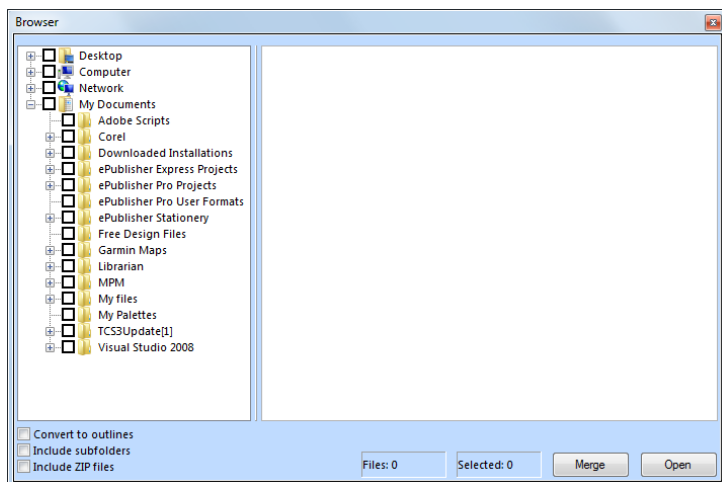 Browser
Desktop
Computer
Network
My Documents
Adobe Scripts
Corel
Downloaded Installations
ePublisher Express Projects
ePublisher Pro Projects
ePublisher Pro User Formats
ePublisher Stationery
Free Design Files
Garmin Maps
Librarian
MPM
My files
My Palettes
TCS3Update[1]
Visual Studio 2008
Convert to outlines
Include subfolders
Include ZIP files
Files: 0
Selected: 0
Merge
Open